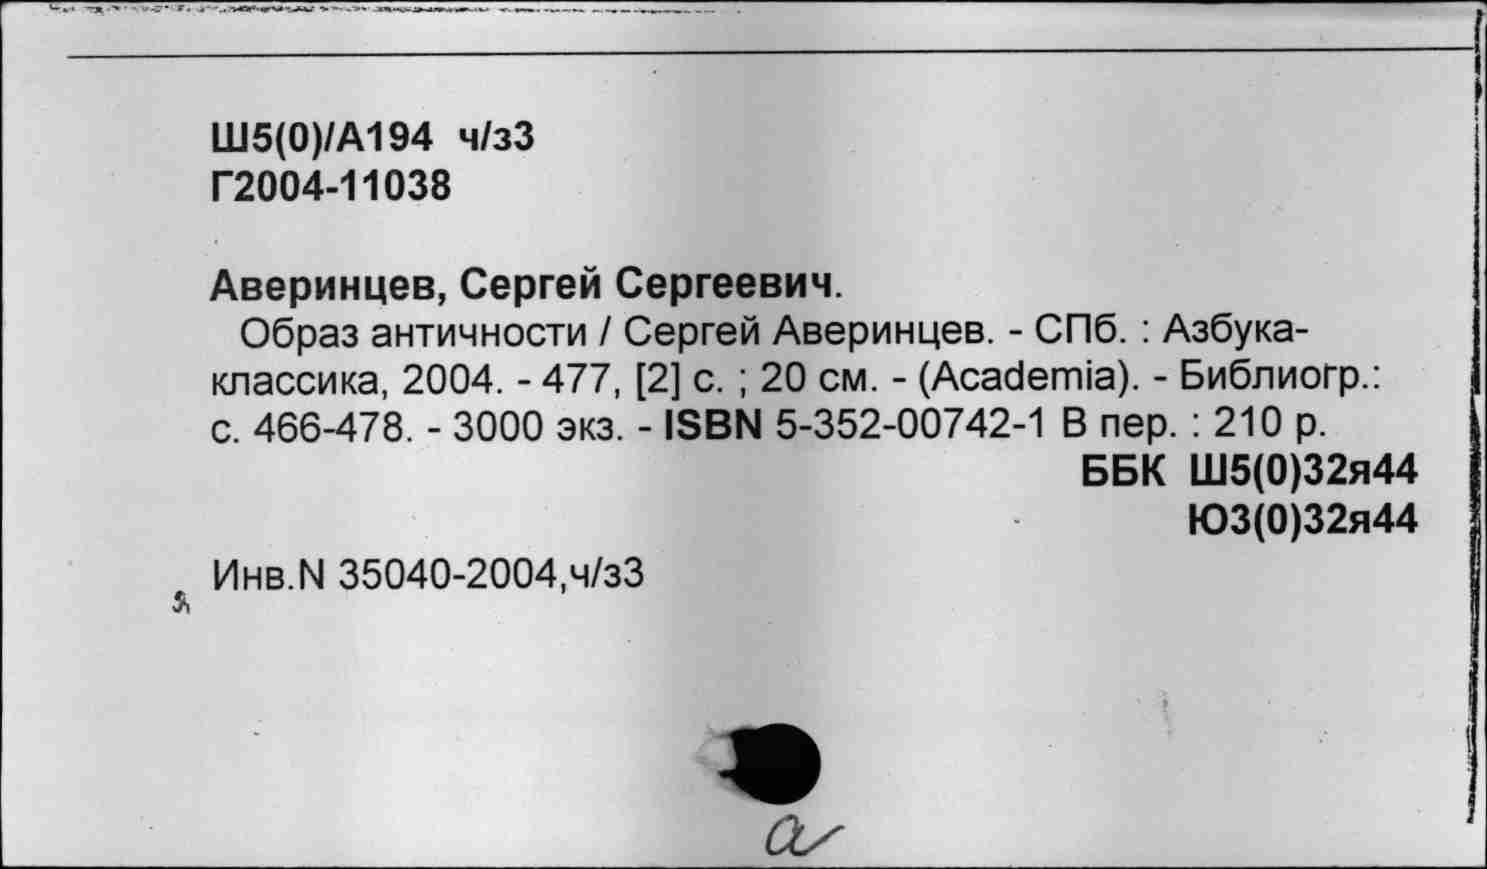 Ш5(0)/А194 ч/з3
Г2004-11038
Аверинцев, Сергей Сергеевич.
Образ античности / Сергей Аверинцев. - СПб. : Азбука-
классика, 2004. - 477, [2] с. ; 20 см. - (Academia). - Библиогр.:
с. 466-478. - 3000 экз. - ISBN 5-352-00742-1 В пер. : 210 р.
ББК Ш5(0)32я44
Ю3(0)32я44
Инв.N 35040-2004,ч/з3